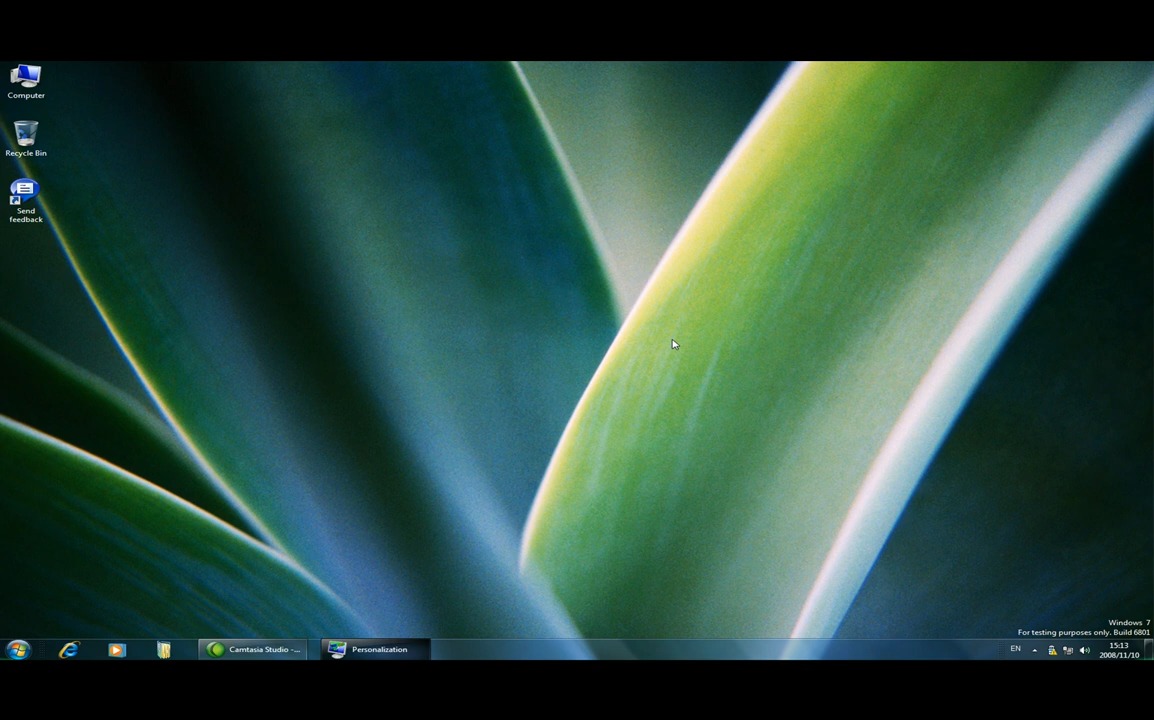 Computer
Recycle Bin
Send
feedback
Windows 7
For testing purposes only. Build 6801
Camtasia Studio -...
Personalization
EN
15:13
2008/11/10